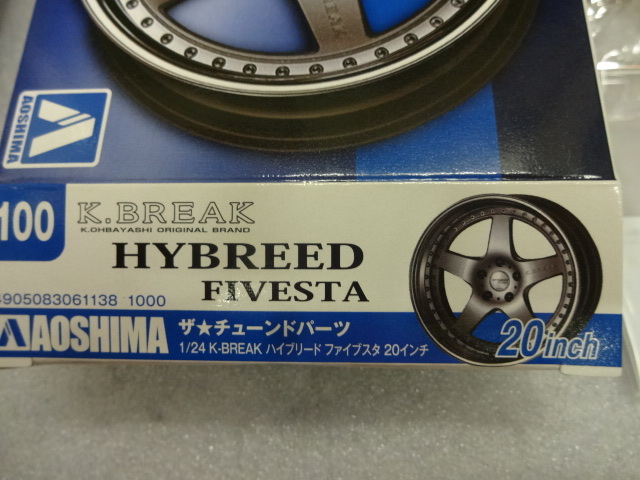 K.BREAK
AOSHIMA
100
K.BREAK
K.OHBAYASHI ORIGINAL BRAND
HYBREED
FIVESTA
4905083061138 1000
AOSHIMA
ザ★チューンドパーツ
1/24 K-BREAK ハイブリード ファイブスタ 20インチ
20inch